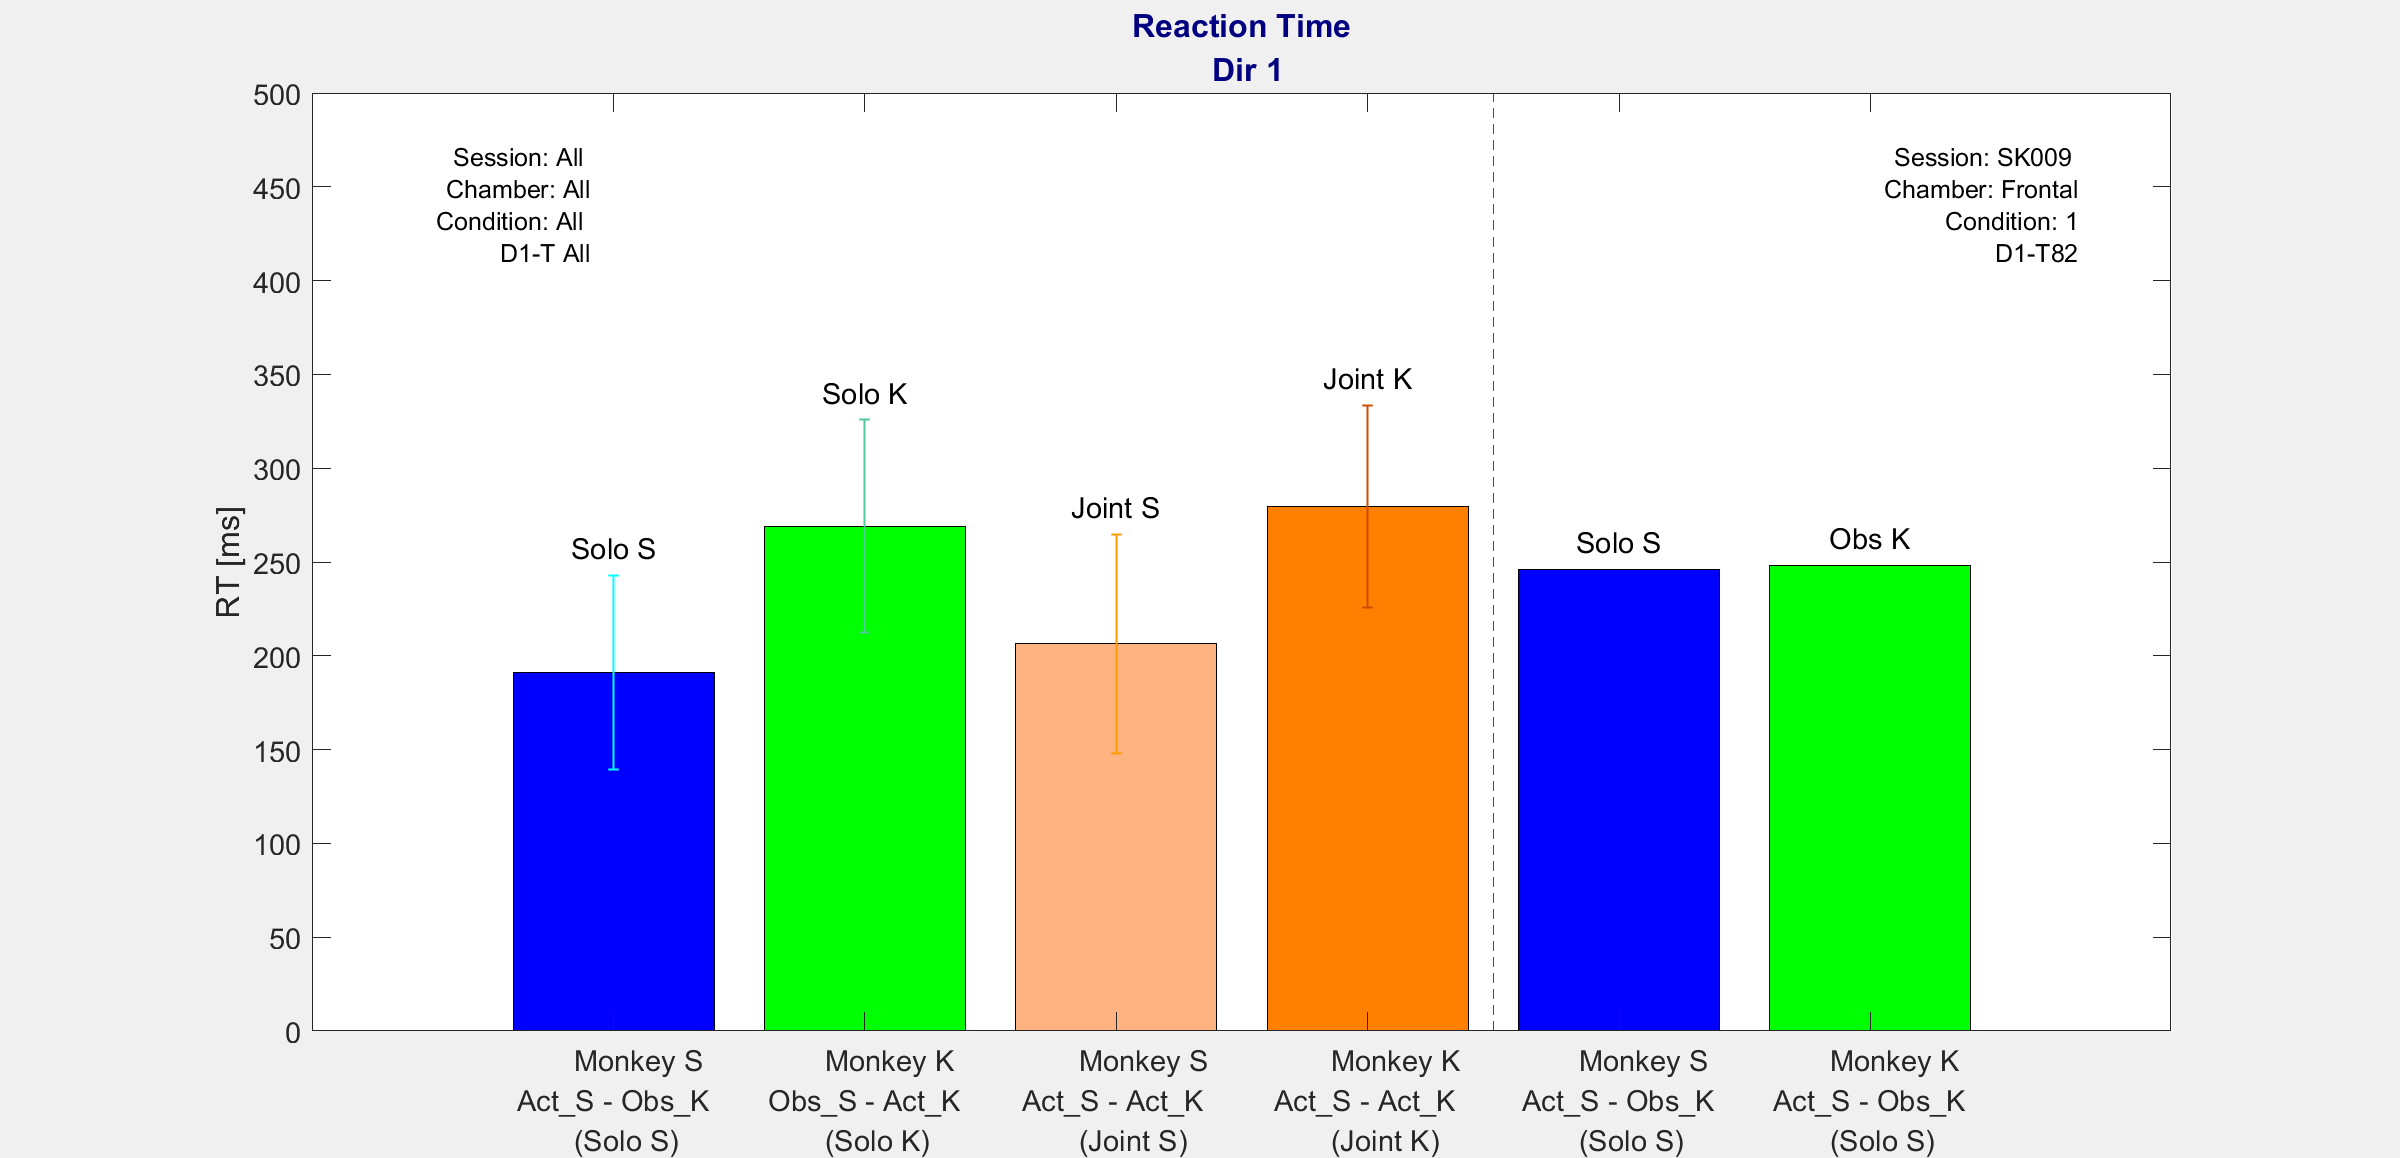 Reaction Time
Dir 1
500
450
400
350
300
250
200
150
100
50
0
RT [ms]
Session: All
Chamber: All
Condition: All
D1-T All
Session: SK009
Chamber: Frontal
Condition: 1
D1-T82
Solo S
Solo K
Joint S
Joint K
Solo S
Obs K
Monkey S
Act_S - Obs_K
(Solo S)
Monkey K
Obs_S - Act_K
(Solo K)
Monkey S
Act_S - Act_K
(Joint S)
Monkey K
Act_S - Act_K
(Joint K)
Monkey S
Act_S - Obs_K
(Solo S)
Monkey K
Act_S - Obs_K
(Solo S)